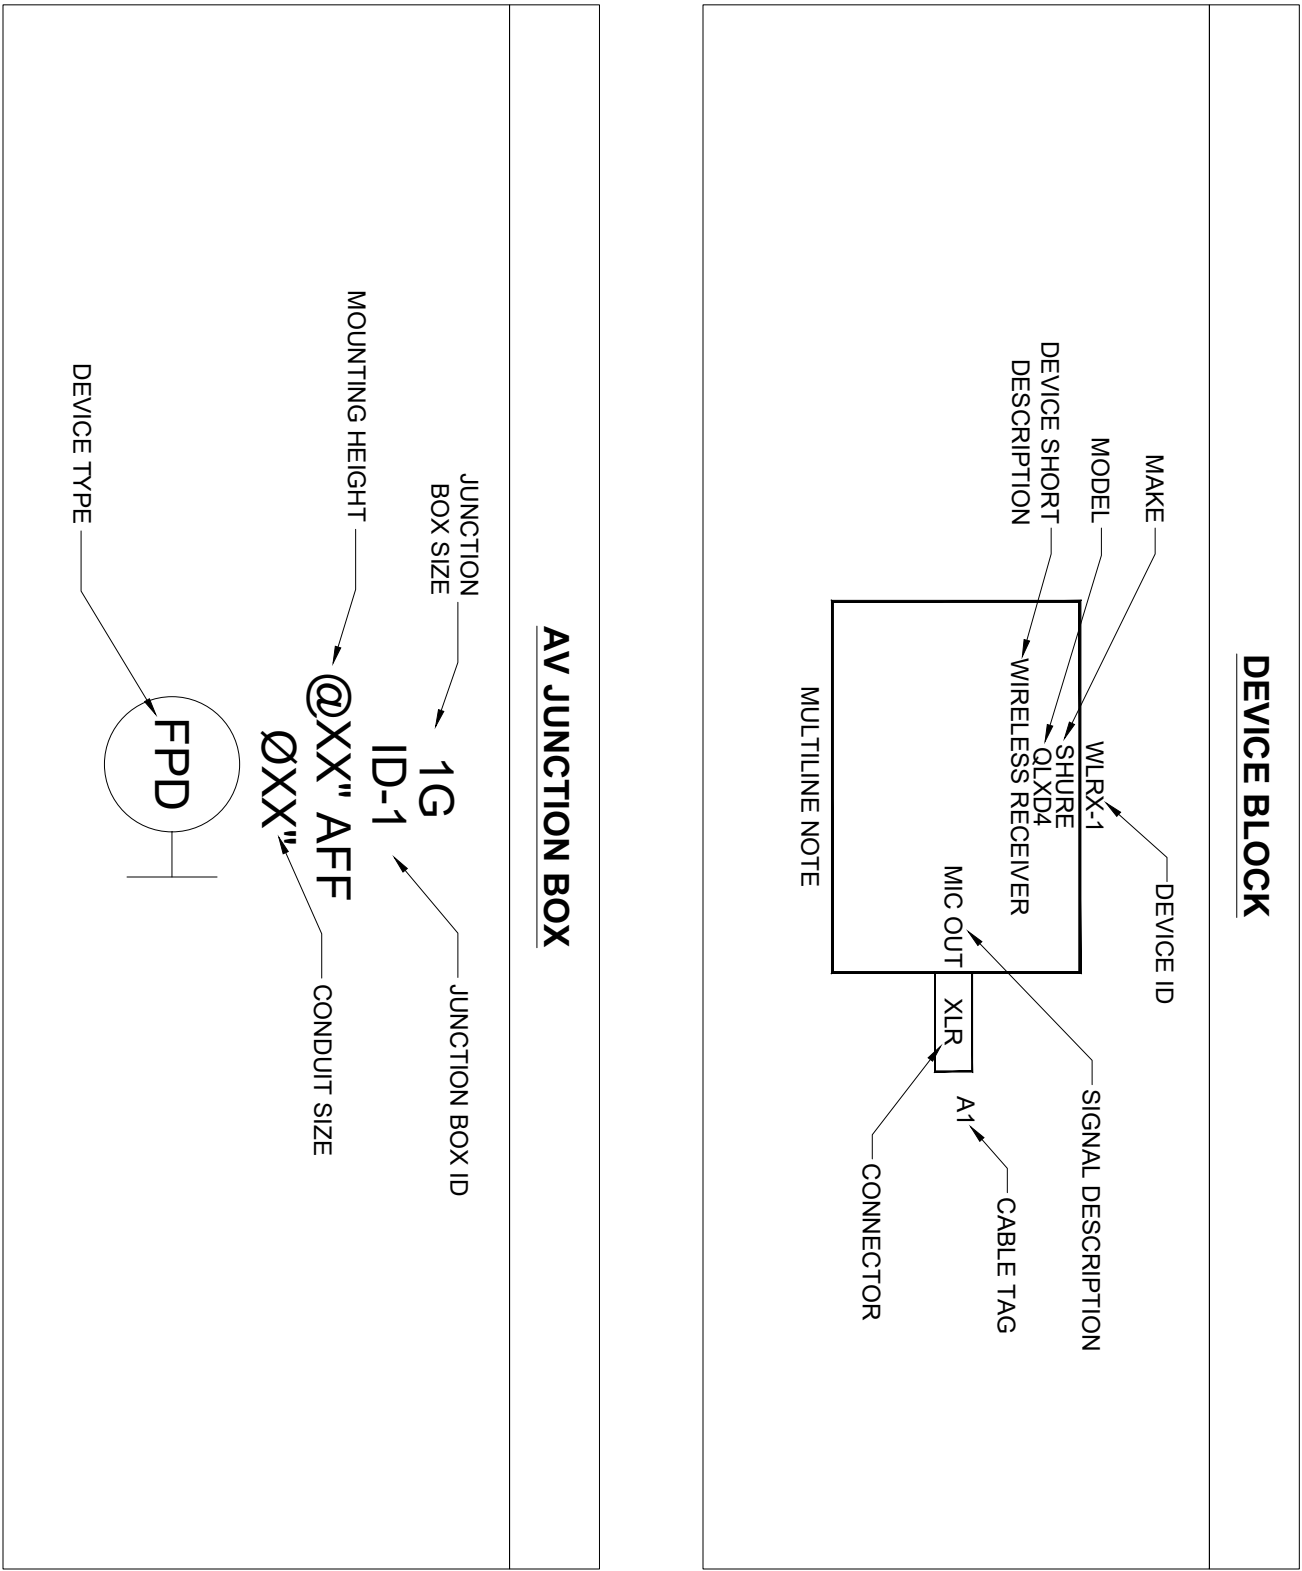 DEVICE BLOCK
DEVICE ID
MAKE
WLRX-1
MODEL
SHURE
SIGNAL DESCRIPTION
DEVICE SHORT
DESCRIPTION
QLXD4
WIRELESS RECEIVER
CABLE TAG
A1
MIC OUT
XLR
CONNECTOR
MULTILINE NOTE
AV JUNCTION BOX
JUNCTION
BOX SIZE
1G
JUNCTION BOX ID
ID-1
MOUNTING HEIGHT
@XX" AFF
CONDUIT SIZE
ØXX"
FPD
DEVICE TYPE